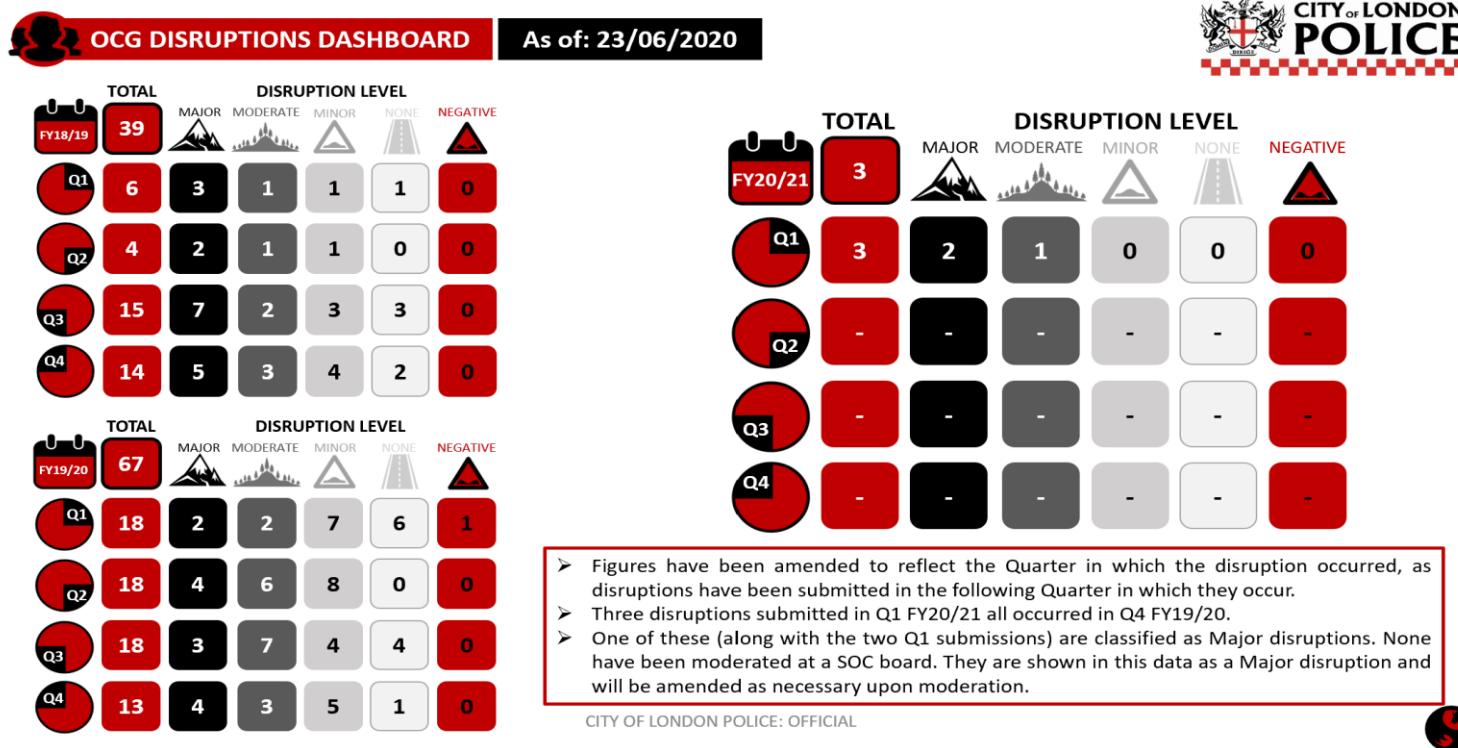 OCG DISRUPTIONS DASHBOARD
As of: 23/06/2020
CITY OF LONDON
POLICE
TOTAL DISRUPTION LEVEL
FY18/19 39 MAJOR MODERATE MINOR NONE NEGATIVE
Q1 6 3 1 1 1 0
Q2 4 2 1 1 0 0
Q3 15 7 2 3 3 0
Q4 14 5 3 4 2 0
TOTAL DISRUPTION LEVEL
FY19/20 67 MAJOR MODERATE MINOR NONE NEGATIVE
Q1 18 2 2 7 6 1
Q2 18 4 6 8 0 0
Q3 18 3 7 4 4 0
Q4 13 4 3 5 1 0
TOTAL DISRUPTION LEVEL
FY20/21 3 MAJOR MODERATE MINOR NONE NEGATIVE
Q1 3 2 1 0 0 0
Q2 - - - - - -
Q3 - - - - - -
Q4 - - - - - -
➢ Figures have been amended to reflect the Quarter in which the disruption occurred, as
disruptions have been submitted in the following Quarter in which they occur.
➢ Three disruptions submitted in Q1 FY20/21 all occurred in Q4 FY19/20.
➢ One of these (along with the two Q1 submissions) are classified as Major disruptions. None
have been moderated at a SOC board. They are shown in this data as a Major disruption and
will be amended as necessary upon moderation.
CITY OF LONDON POLICE: OFFICIAL